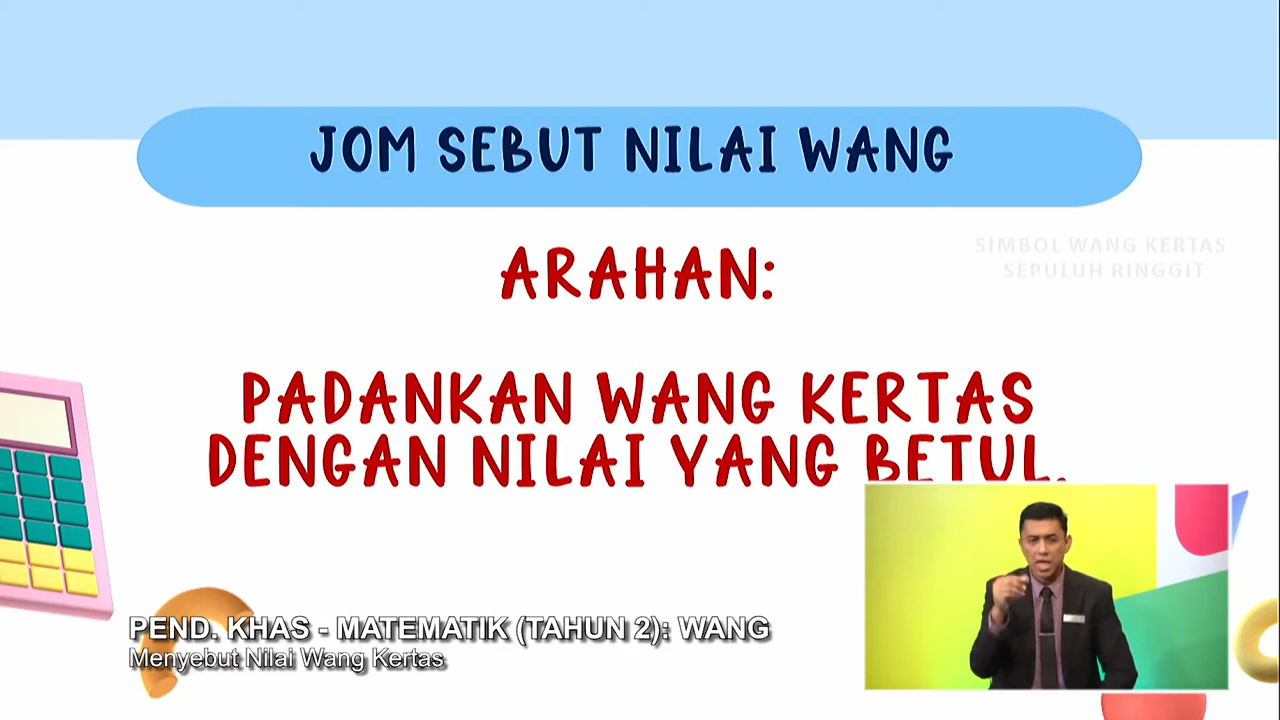 JOM SEBUT NILAI WANG
SIMBOL WANG KERTAS
SEPULUH RINGGIT
ARAHAN:
PADANKAN WANG KERTAS
DENGAN NILAI YANG BETUL.
PEND. KHAS - MATEMATIK (TAHUN 2): WANG
Menyebut Nilai Wang Kertas